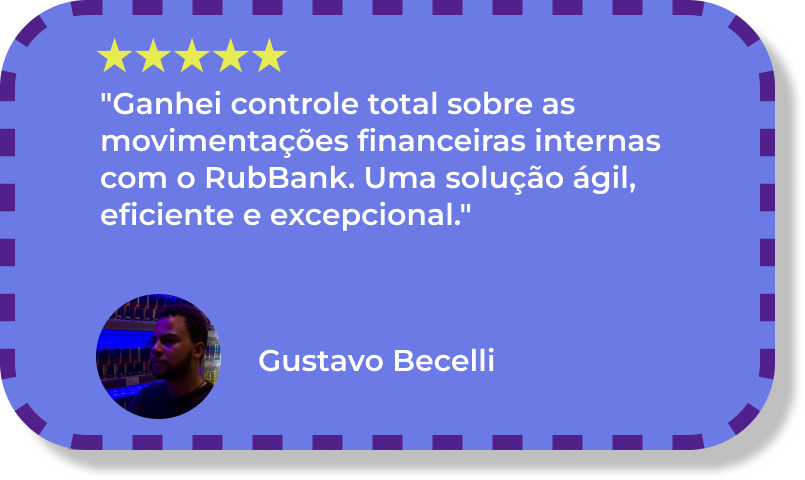 "Ganhei controle total sobre as
movimentações financeiras internas
com o RubBank. Uma solução ágil,
eficiente e excepcional."
Gustavo Becelli